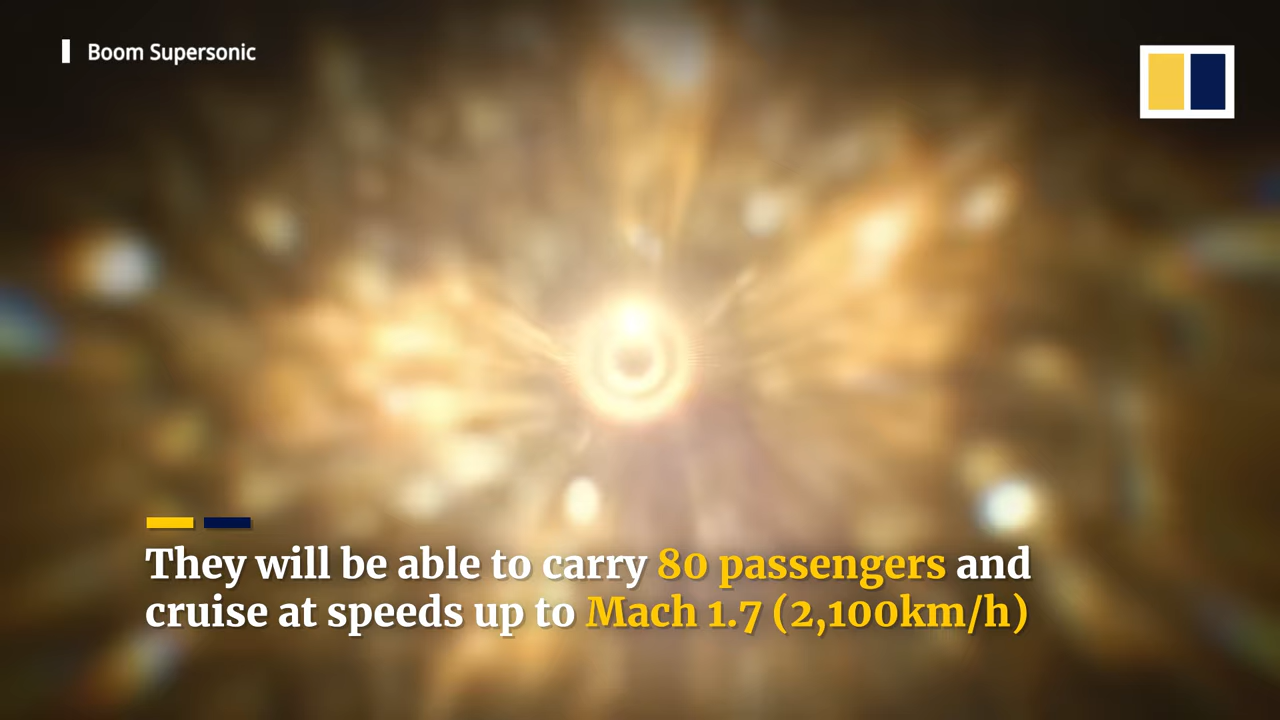 Boom Supersonic
They will be able to carry 80 passengers and
cruise at speeds up to Mach 1.7 (2,100km/h)